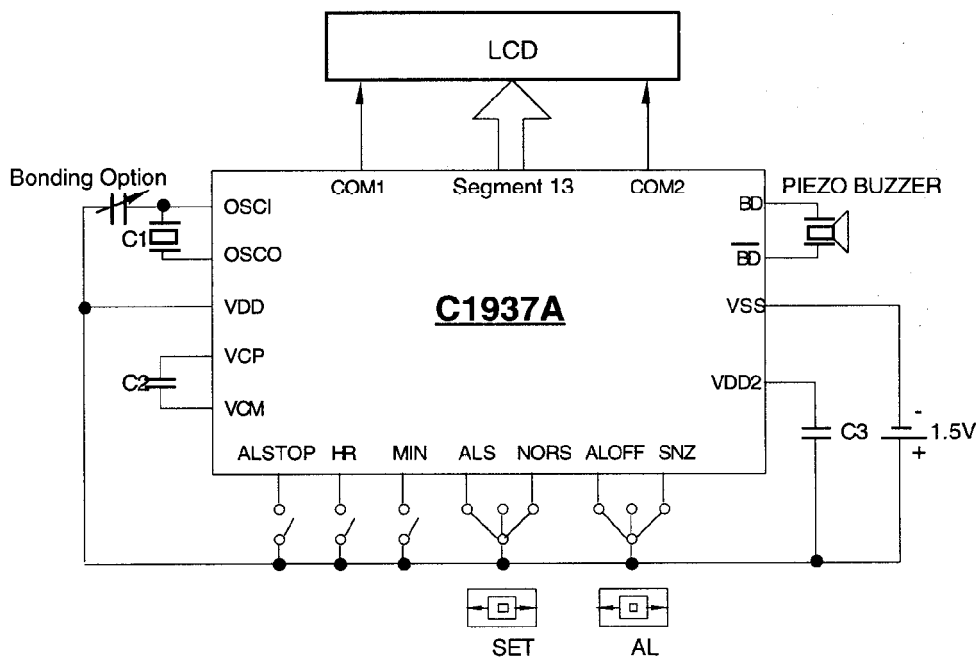 LCD
Bonding Option
COM1
Segment 13
COM2
PIEZO BUZZER
OSCI
BD
C1
OSCO
BD
VDD
C1937A
VSS
VCP
C2
VDD2
VCM
C3
-
1.5V
+
ALSTOP HR MIN ALS NORS ALOFF SNZ
SET
AL